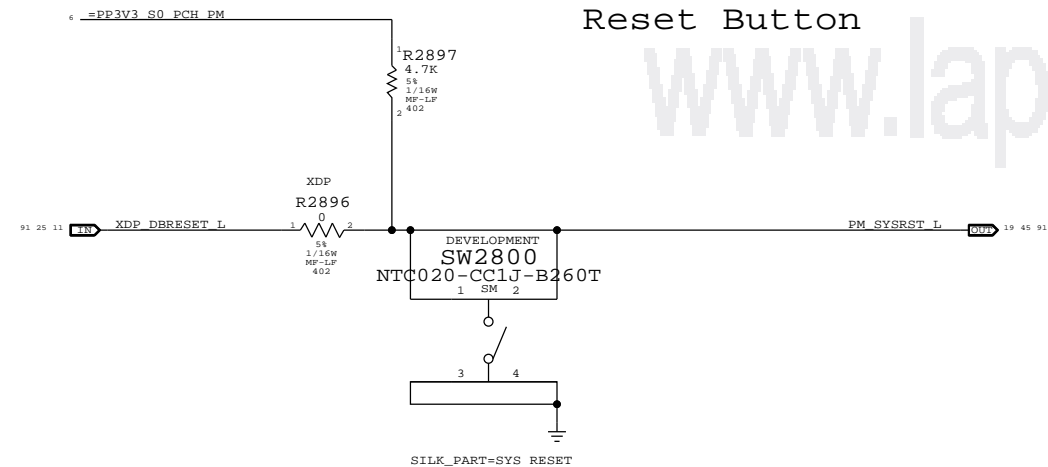 Reset Button
6 =PP3V3_S0_PCH_PM
1
R2897
4.7K
5%
1/16W
MF-LF
402
2
www.lap
XDP
R2896
0
91 25 11 IN XDP_DBRESET_L 1 2
5%
1/16W
MF-LF
402
PM_SYSRST_L OUT 19 45 91
DEVELOPMENT
SW2800
NTC020-CC1J-B260T
1 SM 2
3 4
SILK_PART=SYS RESET